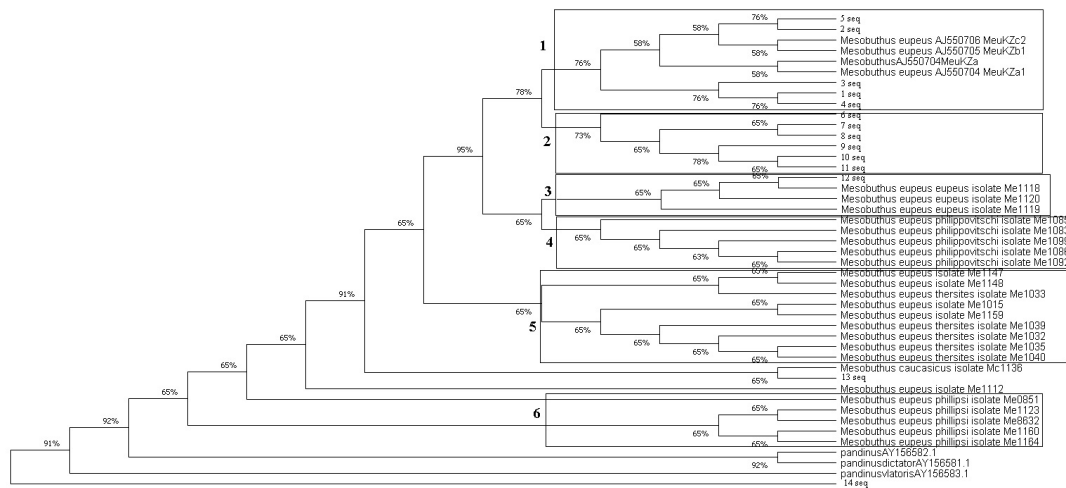 76%
5 seq
58%
2 seq
58%
Mesobuthus eupeus AJ550706 MeuKZc2
58%
Mesobuthus eupeus AJ550705 MeuKZb1
1
76%
MesobuthusAJ550704MeuKZa
58%
Mesobuthus eupeus AJ550704 MeuKZa1
3 seq
78%
76%
1 seq
76%
4 seq
6 seq
2
73%
65%
7 seq
8 seq
95%
65%
9 seq
78%
10 seq
65%
11 seq
65%
12 seq
3
65%
65%
Mesobuthus eupeus eupeus isolate Me1118
Mesobuthus eupeus eupeus isolate Me1120
65%
Mesobuthus eupeus eupeus isolate Me1119
65%
4
65%
Mesobuthus eupeus philippovitschi isolate
65%
Mesobuthus eupeus philippovitschi isolate
Mesobuthus eupeus philippovitschi isolate
63%
Mesobuthus eupeus philippovitschi isolate
65%
Mesobuthus eupeus philippovitschi isolate
65%
Mesobuthus eupeus isolate Me1147
91%
65%
Mesobuthus eupeus isolate Me1148
65%
Mesobuthus eupeus thersites isolate Me1033
65%
Mesobuthus eupeus isolate Me1015
5
65%
Mesobuthus eupeus isolate Me1159
65%
Mesobuthus eupeus thersites isolate Me1039
65%
Mesobuthus eupeus thersites isolate Me1032
65%
Mesobuthus eupeus thersites isolate Me1035
65%
Mesobuthus eupeus thersites isolate Me1040
Mesobuthus caucasicus isolate Mc1136
65%
65%
13 seq
Mesobuthus eupeus isolate Me1112
6
Mesobuthus eupeus phillipsi isolate Me0851
92%
65%
Mesobuthus eupeus phillipsi isolate Me1123
65%
Mesobuthus eupeus phillipsi isolate Me8632
Mesobuthus eupeus phillipsi isolate Me1160
91%
65%
Mesobuthus eupeus phillipsi isolate Me1164
pandinusAY156582.1
92%
pandinusdictatorAY156581.1
pandinusvlatorisAY156583.1
14 seq